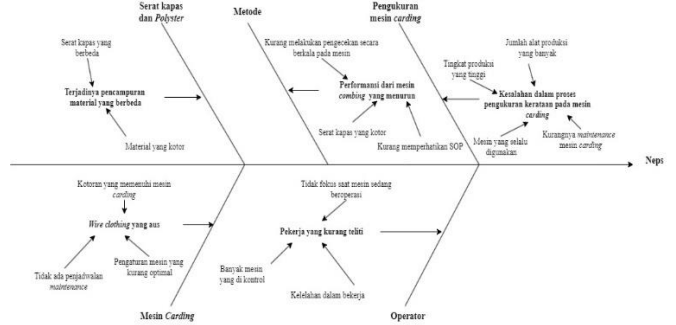 Serat kapas
dan Polyster
Metode
Pengukuran
mesin carding
Serat kapas yang
berbeda
Terjadinya pencampuran
material yang berbeda
Material yang kotor
Kurang melakukan pengecekan secara
berkala pada mesin
Performansi dari mesin
combing yang menurun
Serat kapas yang kotor
Kurang memperhatikan SOP
Jumlah alat produksi
yang banyak
Tingkat produksi
yang tinggi
Kesalahan dalam proses
pengukuran kerataan pada mesin
carding
Mesin yang selalu
digunakan
Kurangnya maintenance
mesin carding
Neps
Kotoran yang memenuhi mesin
carding
Wire clothing yang aus
Tidak ada penjadwalan
maintenance
Pengaturan mesin yang
kurang optimal
Mesin Carding
Tidak fokus saat mesin sedang
beroperasi
Pekerja yang kurang teliti
Banyak mesin
yang di kontrol
Kelelahan dalam bekerja
Operator